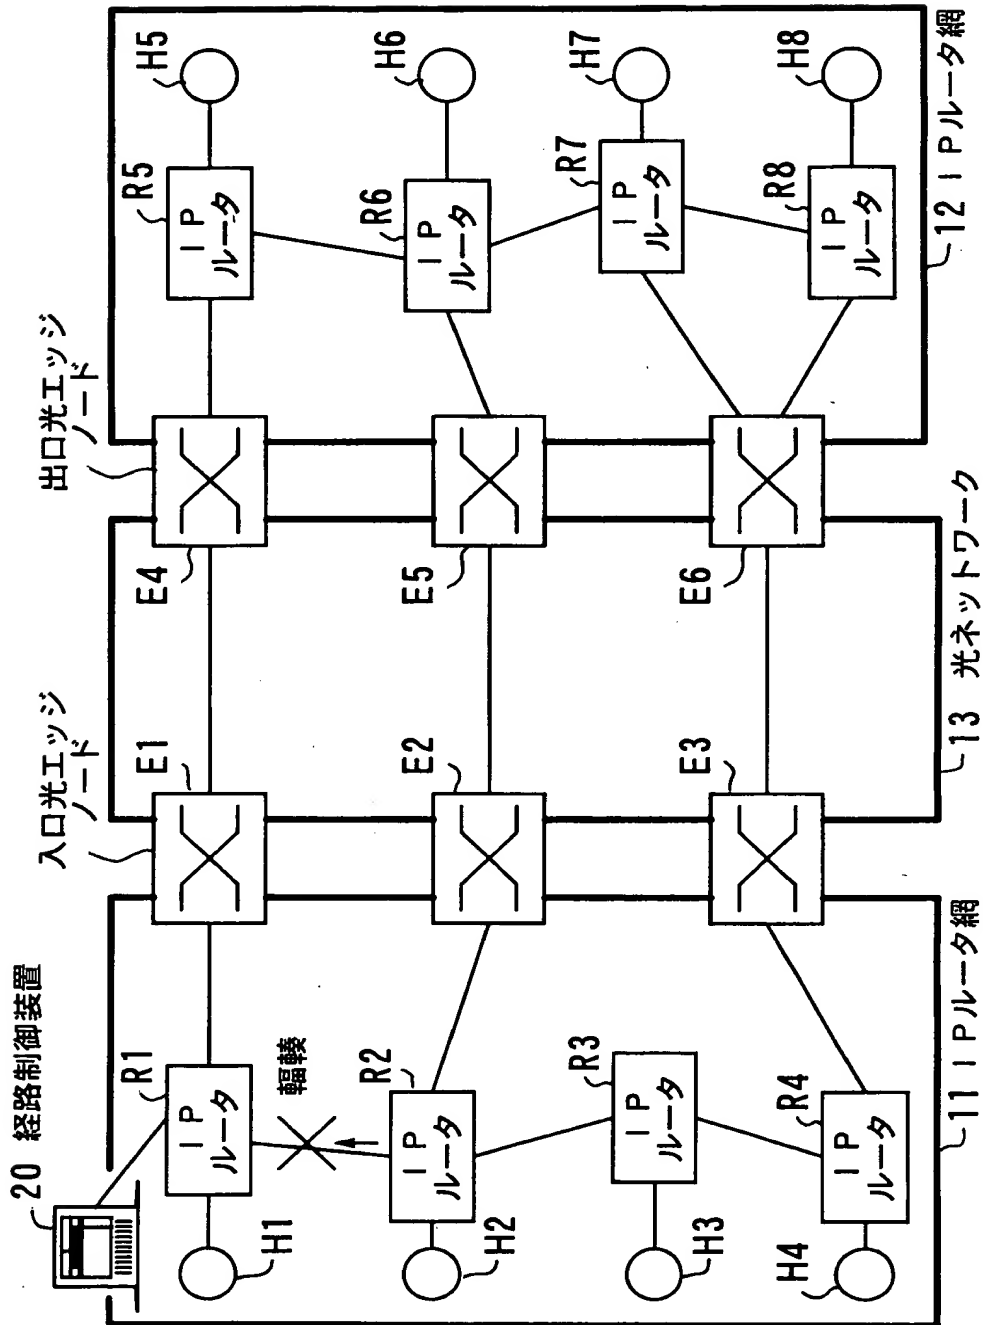 20 経路制御装置
入口光エッジ
ノード
出口光エッジ
ノード
R1
IP
ルータ
H1
E1
E4
R5
IP
ルータ
H5
輻輳
R2
IP
ルータ
H2
E2
E5
R6
IP
ルータ
H6
R3
IP
ルータ
H3
R7
IP
ルータ
H7
R4
IP
ルータ
H4
E3
E6
R8
IP
ルータ
H8
11 IPルータ網
13 光ネットワーク
12 IPルータ網